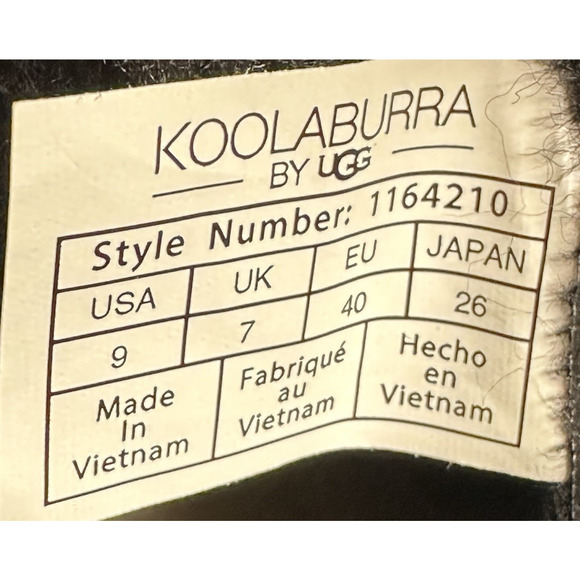 KOOLABURRA
BY UGG
Style Number: 1164210
USA UK EU JAPAN
9 7 40 26
Made In Vietnam
Fabriqué au Vietnam
Hecho en Vietnam